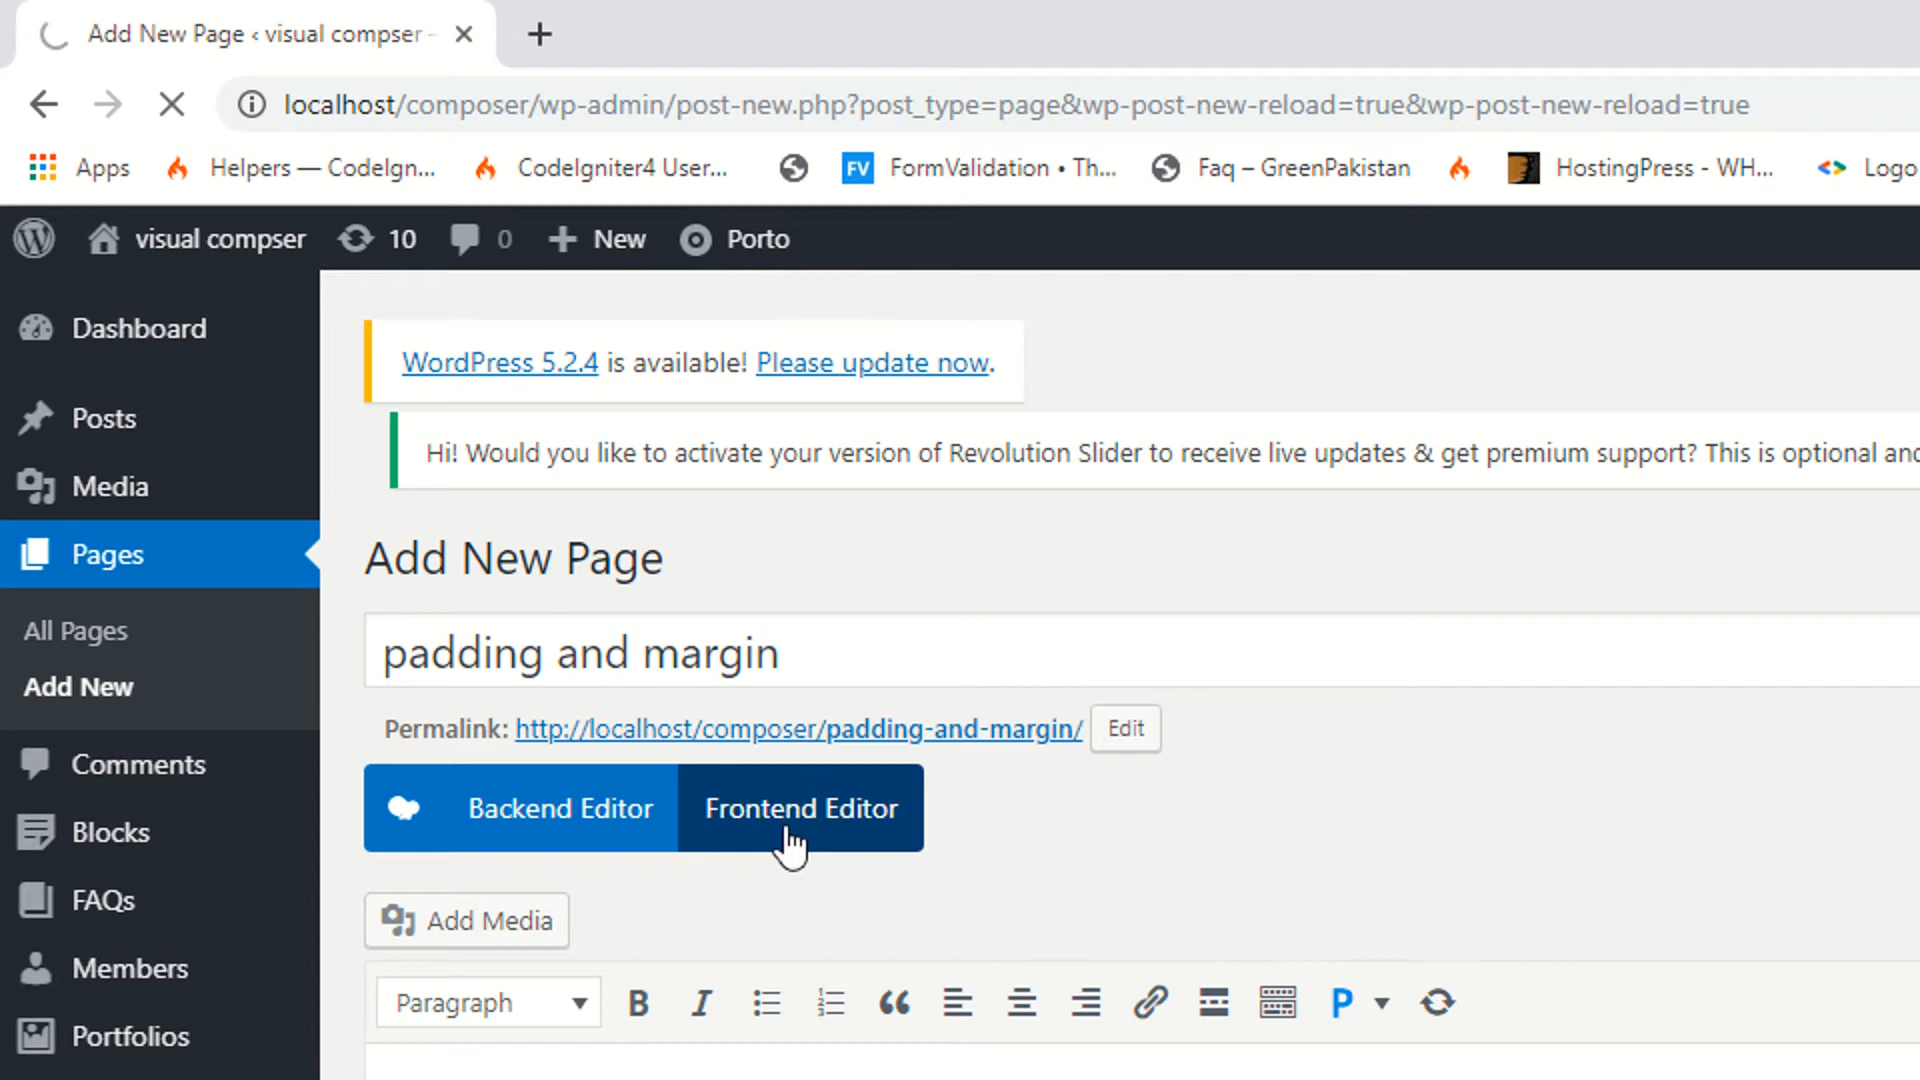 Add New Page ‹ visual compser -
localhost/composer/wp-admin/post-new.php?post_type=page&wp-post-new-reload=true&wp-post-new-reload=true
Apps Helpers — CodeIgn... CodeIgniter4 User... FV FormValidation • Th... Faq – GreenPakistan HostingPress - WH... Logo
visual compser 10 0 New Porto
Dashboard
WordPress 5.2.4 is available! Please update now.
Posts
Hi! Would you like to activate your version of Revolution Slider to receive live updates & get premium support? This is optional and
Media
Pages
Add New Page
All Pages
padding and margin
Add New
Permalink: http://localhost/composer/padding-and-margin/ Edit
Comments
Backend Editor Frontend Editor
Blocks
FAQs
Add Media
Members
Paragraph B I P
Portfolios